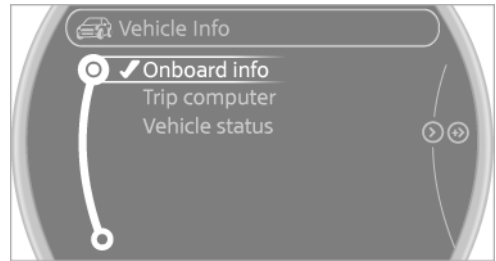 Vehicle Info
Onboard info
Trip computer
Vehicle status